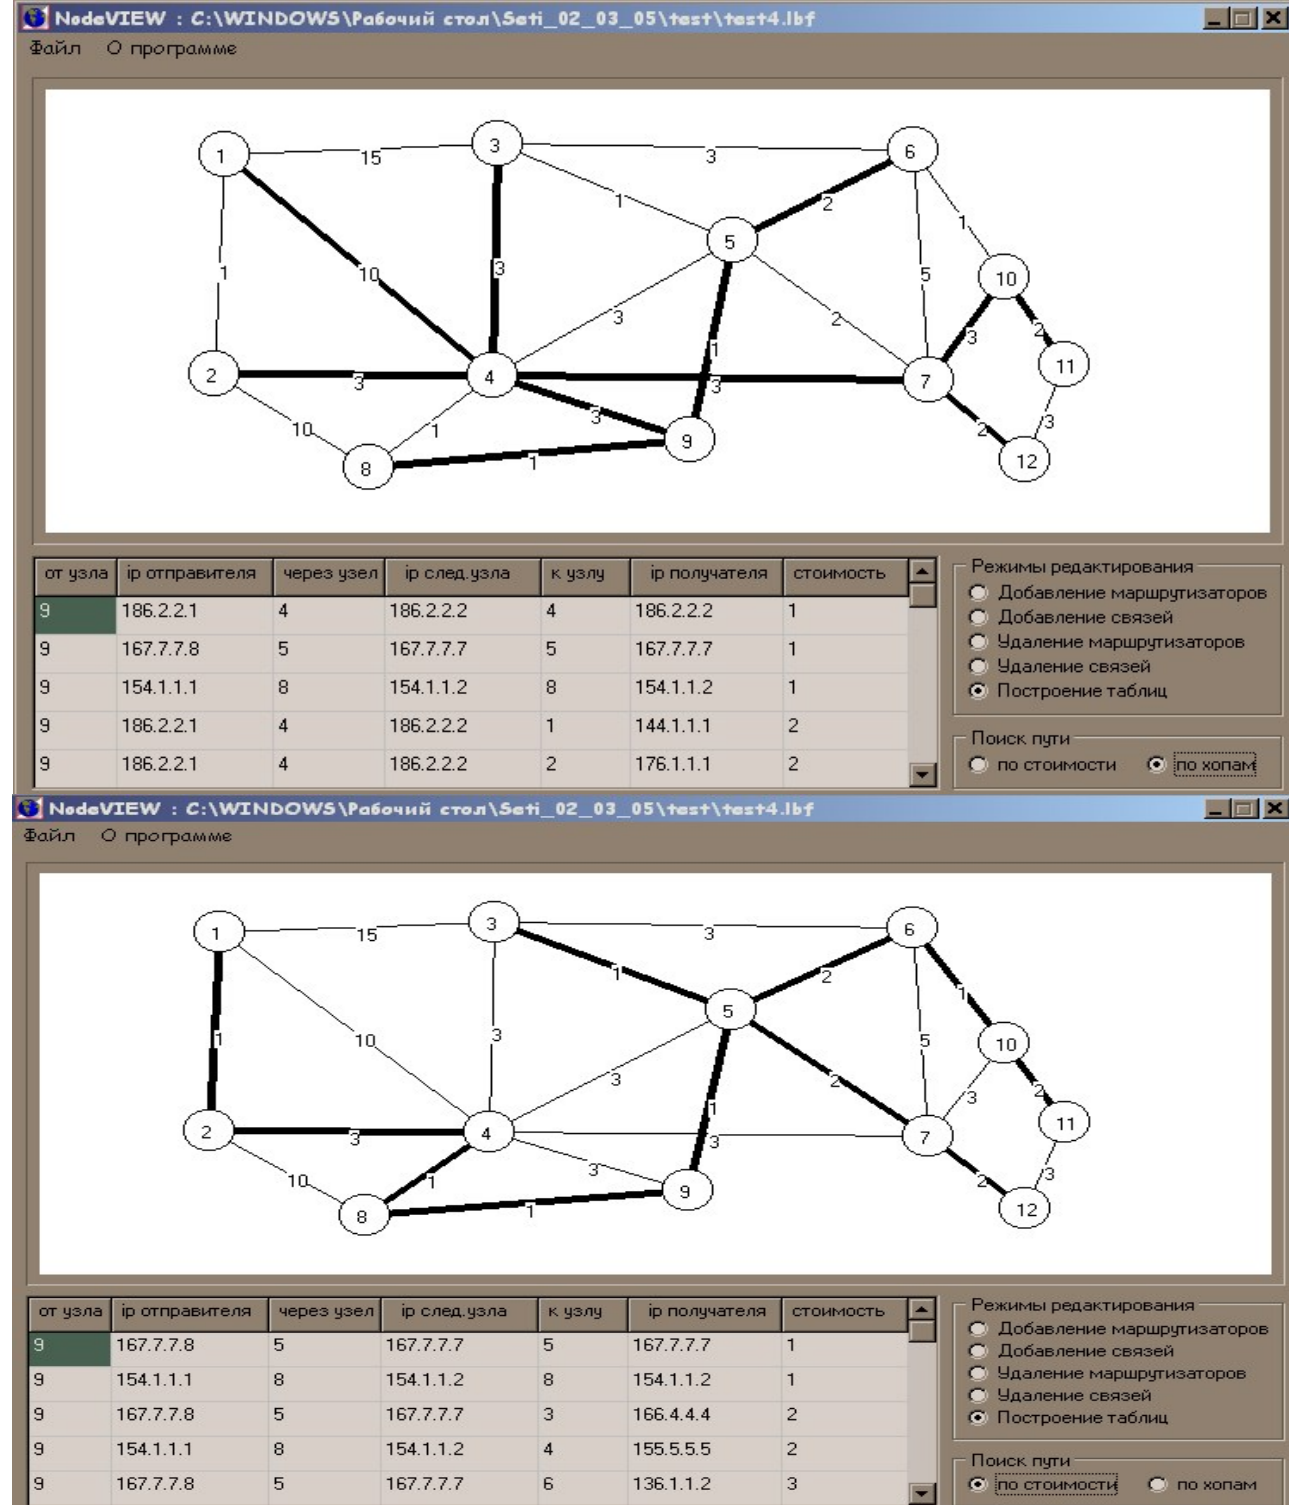 NodeVIEW : C:\WINDOWS\Рабочий стол\Seti_02_03_05\test\test4.lbf
Файл О программе
1 15 3 3 6
1 2 1
5
1 10 3 5 10
3 2 3 2
1 11
2 3 4 3 7
10 1 3 9 2 3
8 1 12
от узла ip отправителя через узел ip след.узла к узлу ip получателя стоимость
9 186.2.2.1 4 186.2.2.2 4 186.2.2.2 1
9 167.7.7.8 5 167.7.7.7 5 167.7.7.7 1
9 154.1.1.1 8 154.1.1.2 8 154.1.1.2 1
9 186.2.2.1 4 186.2.2.2 1 144.1.1.1 2
9 186.2.2.1 4 186.2.2.2 2 176.1.1.1 2
Режимы редактирования
Добавление маршрутизаторов
Добавление связей
Удаление маршрутизаторов
Удаление связей
Построение таблиц
Поиск пути
по стоимости по хопам
NodeVIEW : C:\WINDOWS\Рабочий стол\Seti_02_03_05\test\test4.lbf
Файл О программе
1 15 3 3 6
1 2 1
5
1 10 3 5 10
3 2 3 2
1 11
2 3 4 3 7
10 1 3 9 2 3
8 1 12
от узла ip отправителя через узел ip след.узла к узлу ip получателя стоимость
9 167.7.7.8 5 167.7.7.7 5 167.7.7.7 1
9 154.1.1.1 8 154.1.1.2 8 154.1.1.2 1
9 167.7.7.8 5 167.7.7.7 3 166.4.4.4 2
9 154.1.1.1 8 154.1.1.2 4 155.5.5.5 2
9 167.7.7.8 5 167.7.7.7 6 136.1.1.2 3
Режимы редактирования
Добавление маршрутизаторов
Добавление связей
Удаление маршрутизаторов
Удаление связей
Построение таблиц
Поиск пути
по стоимости по хопам